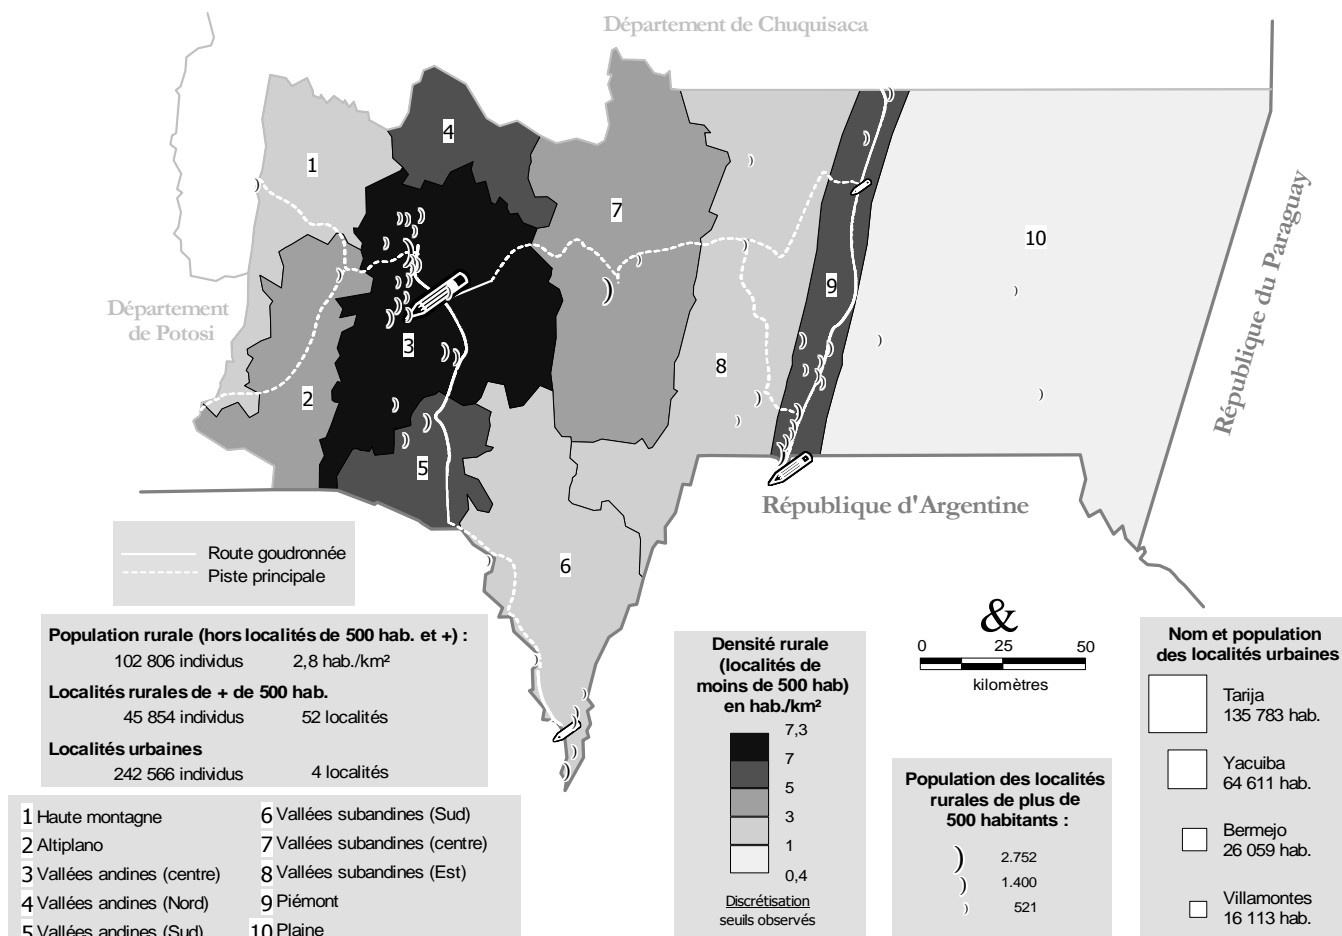 Département de Chuquisaca
1
4
7
10
République du Paraguay
Département
de Potosi
9
3
8
2
5
République d'Argentine
6
Route goudronnée
Piste principale
Population rurale (hors localités de 500 hab. et +) :
102 806 individus 2,8 hab./km²
Localités rurales de + de 500 hab.
45 854 individus 52 localités
Localités urbaines
242 566 individus 4 localités
1 Haute montagne
2 Altiplano
3 Vallées andines (centre)
4 Vallées andines (Nord)
5 Vallées andines (Sud)
6 Vallées subandines (Sud)
7 Vallées subandines (centre)
8 Vallées subandines (Est)
9 Piémont
10 Plaine
Densité rurale
(localités de
moins de 500 hab)
en hab./km²
7,3
7
5
3
1
0,4
Discrétisation
seuils observés
&
0 25 50
kilomètres
Population des localités
rurales de plus de
500 habitants :
2.752
1.400
521
Nom et population
des localités urbaines
Tarija
135 783 hab.
Yacuiba
64 611 hab.
Bermejo
26 059 hab.
Villamontes
16 113 hab.